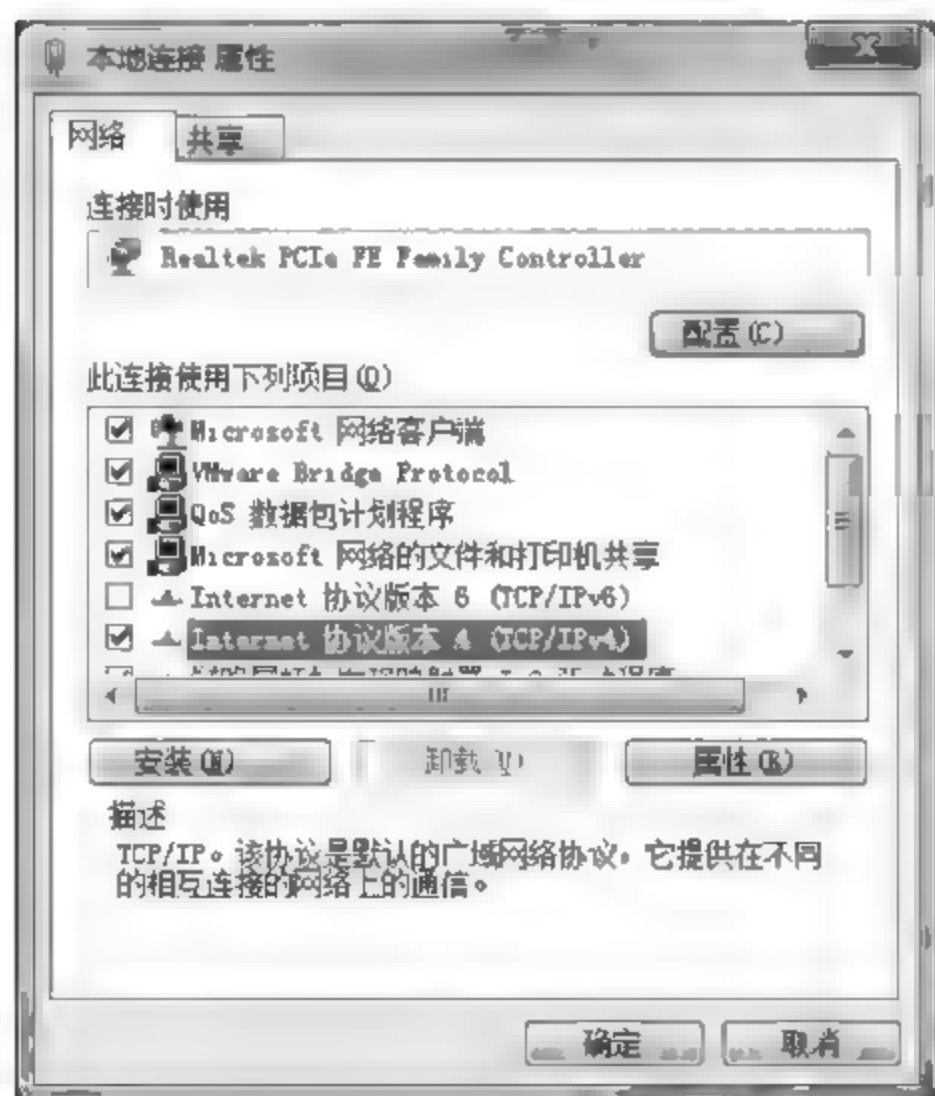 本地连接 属性
网络 共享
连接时使用
Realtek PCIe FE Family Controller
配置(C)
此连接使用下列项目(O)
Microsoft 网络客户端
VMware Bridge Protocol
QoS 数据包计划程序
Microsoft 网络的文件和打印机共享
Internet 协议版本 6 (TCP/IPv6)
Internet 协议版本 4 (TCP/IPv4)
安装(N) 卸载(U) 属性(R)
描述
TCP/IP。该协议是默认的广域网络协议。它提供在不同
的相互连接的网络上的通信。
确定 取消